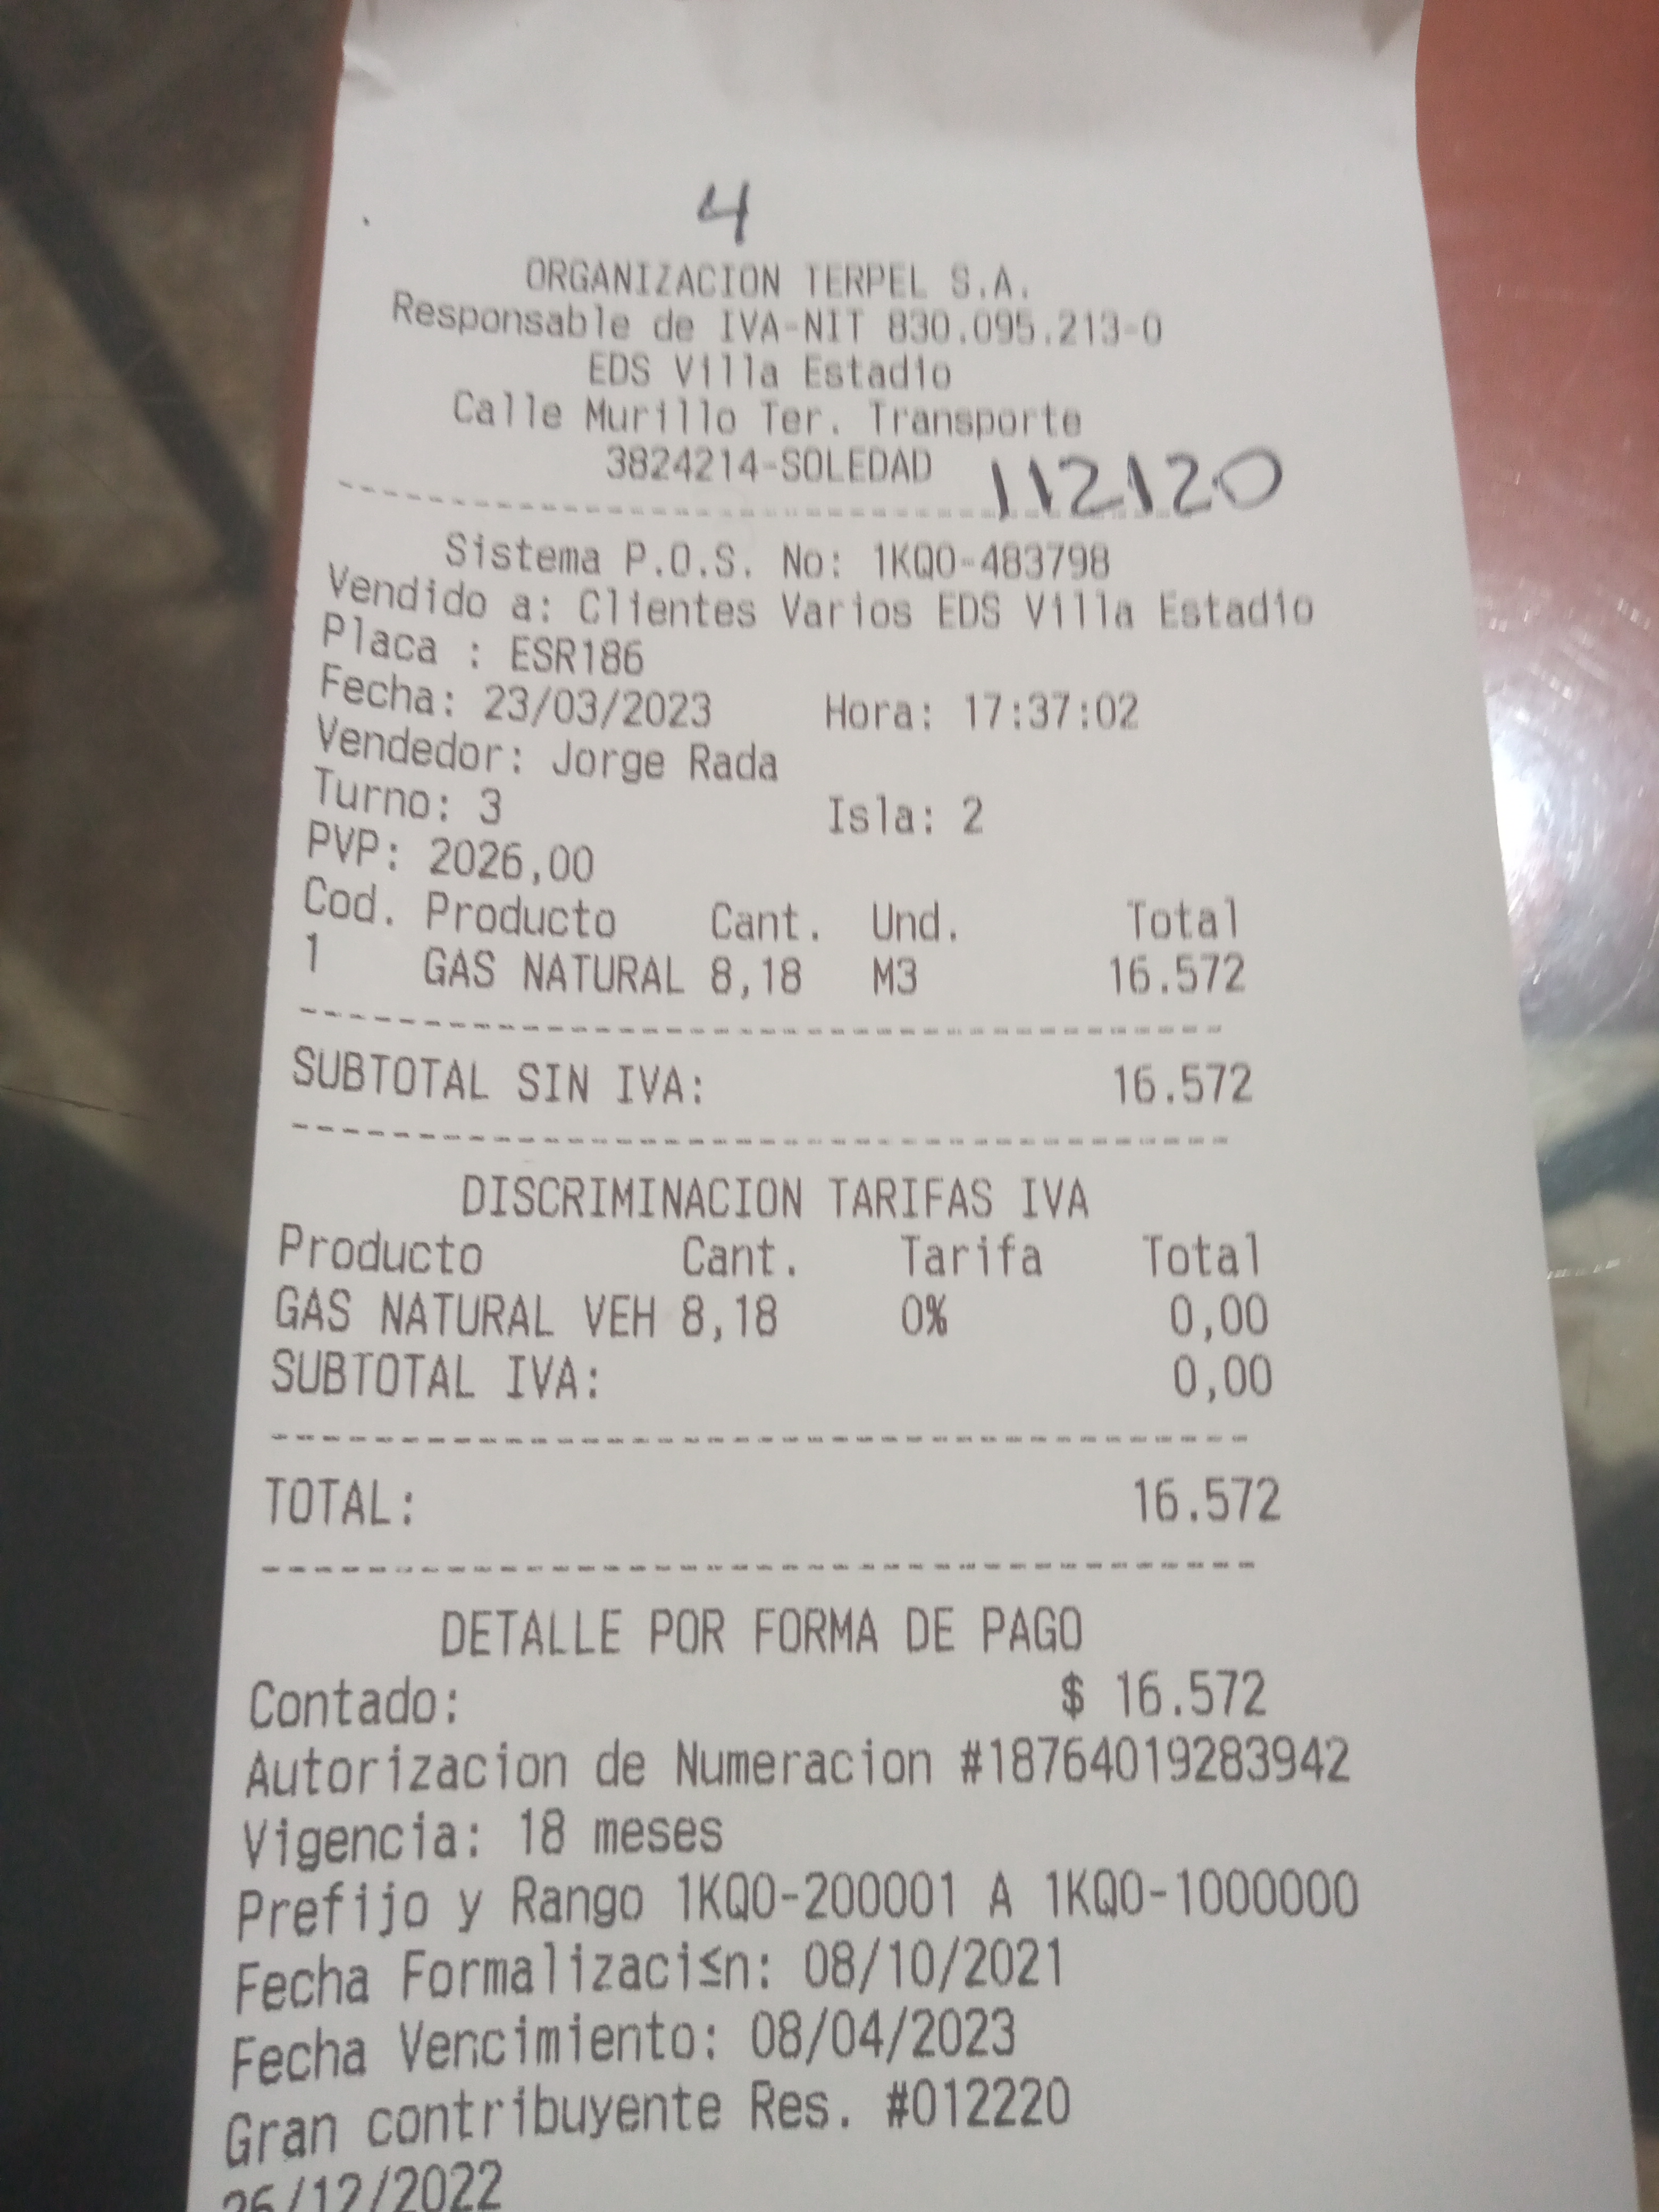 4
ORGANIZACION TERPEL S.A.
Responsable de IVA-NIT 830.095.213-0
EDS Villa Estadio
Calle Murillo Ter. Transporte
3824214-SOLEDAD 112120
Sistema P.O.S. No: 1KQ0-483798
Vendido a: Clientes Varios EDS Villa Estadio
Placa : ESR186
Fecha: 23/03/2023 Hora: 17:37:02
Vendedor: Jorge Rada
Turno: 3 Isla: 2
PVP: 2026,00
Cod. Producto Cant. Und. Total
1 GAS NATURAL 8,18 M3 16.572
SUBTOTAL SIN IVA: 16.572
DISCRIMINACION TARIFAS IVA
Producto Cant. Tarifa Total
GAS NATURAL VEH 8,18 0% 0,00
SUBTOTAL IVA: 0,00
TOTAL: 16.572
DETALLE POR FORMA DE PAGO
Contado: $ 16.572
Autorizacion de Numeracion #18764019283942
Vigencia: 18 meses
Prefijo y Rango 1KQ0-200001 A 1KQ0-1000000
Fecha Formalizaci≤n: 08/10/2021
Fecha Vencimiento: 08/04/2023
Gran contribuyente Res. #012220
26/12/2022